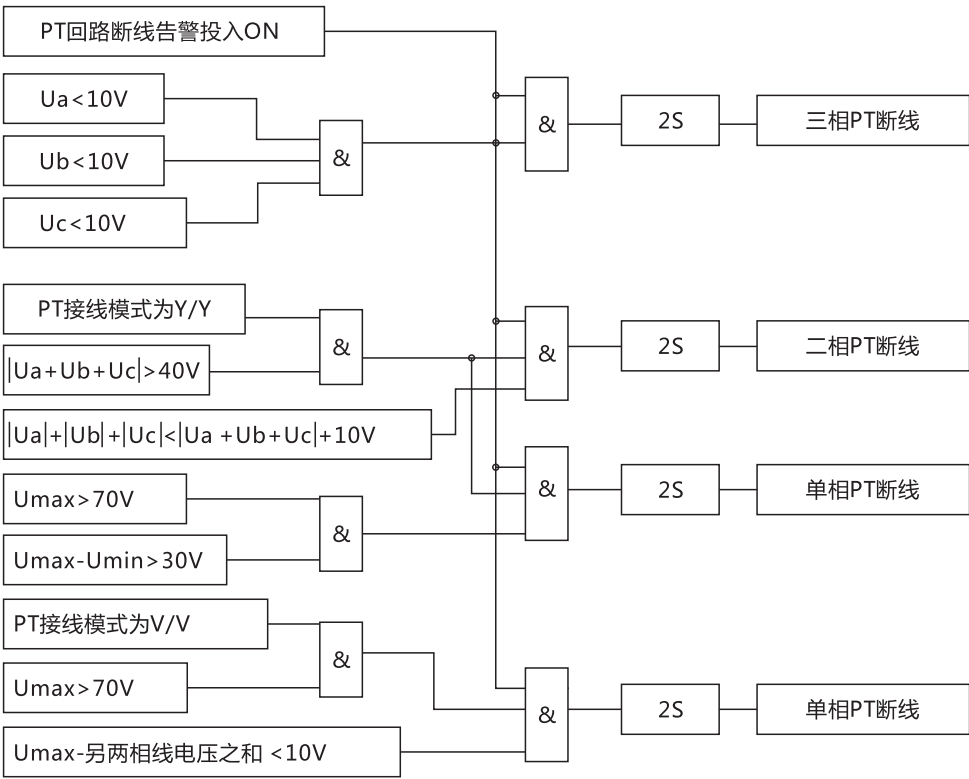 PT回路断线告警投入ON
Ua<10V
&
2S
三相PT断线
Ub<10V
&
Uc<10V
PT接线模式为Y/Y
&
|Ua+Ub+Uc|>40V
&
2S
二相PT断线
|Ua|+|Ub|+|Uc|<|Ua +Ub+Uc|+10V
Umax>70V
&
2S
单相PT断线
&
Umax-Umin>30V
PT接线模式为V/V
&
Umax>70V
&
2S
单相PT断线
Umax-另两相线电压之和 <10V